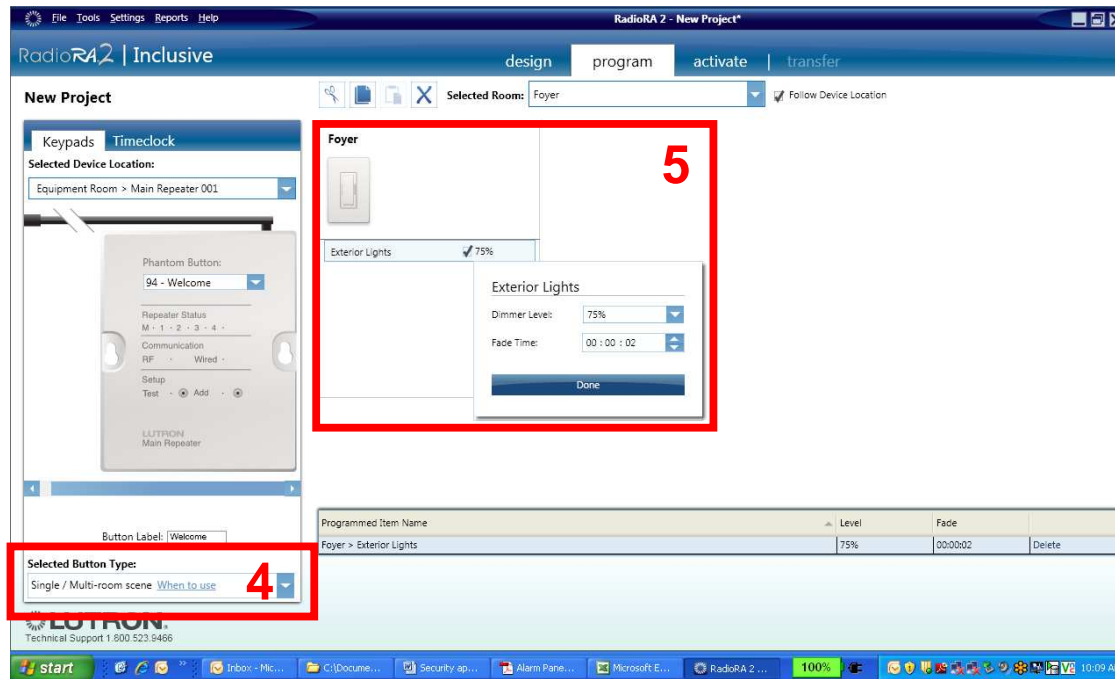 File Tools Settings Reports Help
RadioRA 2 - New Project*
RadioRA2 | Inclusive
design program activate | transfer
New Project
Selected Room: Foyer
Follow Device Location
Keypads Timeclock
Selected Device Location:
Equipment Room > Main Repeater 001
Phantom Button:
94 - Welcome
Repeater Status
M · 1 · 2 · 3 · 4 ·
Communication
RF · Wired ·
Setup
Test · Add ·
LUTRON
Main Repeater
Button Label: Welcome
Selected Button Type:
Single / Multi-room scene When to use
4
LUTRON.
Technical Support 1.800.523.9466
Foyer
5
Exterior Lights 75%
Exterior Lights
Dimmer Level: 75%
Fade Time: 00 : 00 : 02
Done
Programmed Item Name Level Fade
Foyer > Exterior Lights 75% 00:00:02 Delete
start
Inbox - Mic...
C:\Docume...
Security ap...
Alarm Pane...
Microsoft E...
RadioRA 2 ...
100%
10:09 A